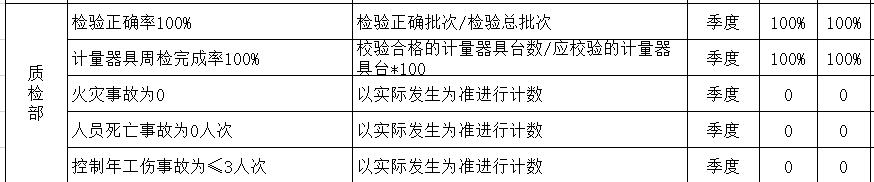 质检部
检验正确率100% 检验正确批次/检验总批次 季度 100% 100%
计量器具周检完成率100% 校验合格的计量器具台数/应校验的计量器具台*100 季度 100% 100%
火灾事故为0 以实际发生为准进行计数 季度 0 0
人员死亡事故为0人次 以实际发生为准进行计数 季度 0 0
控制年工伤事故为≤3人次 以实际发生为准进行计数 季度 0 0